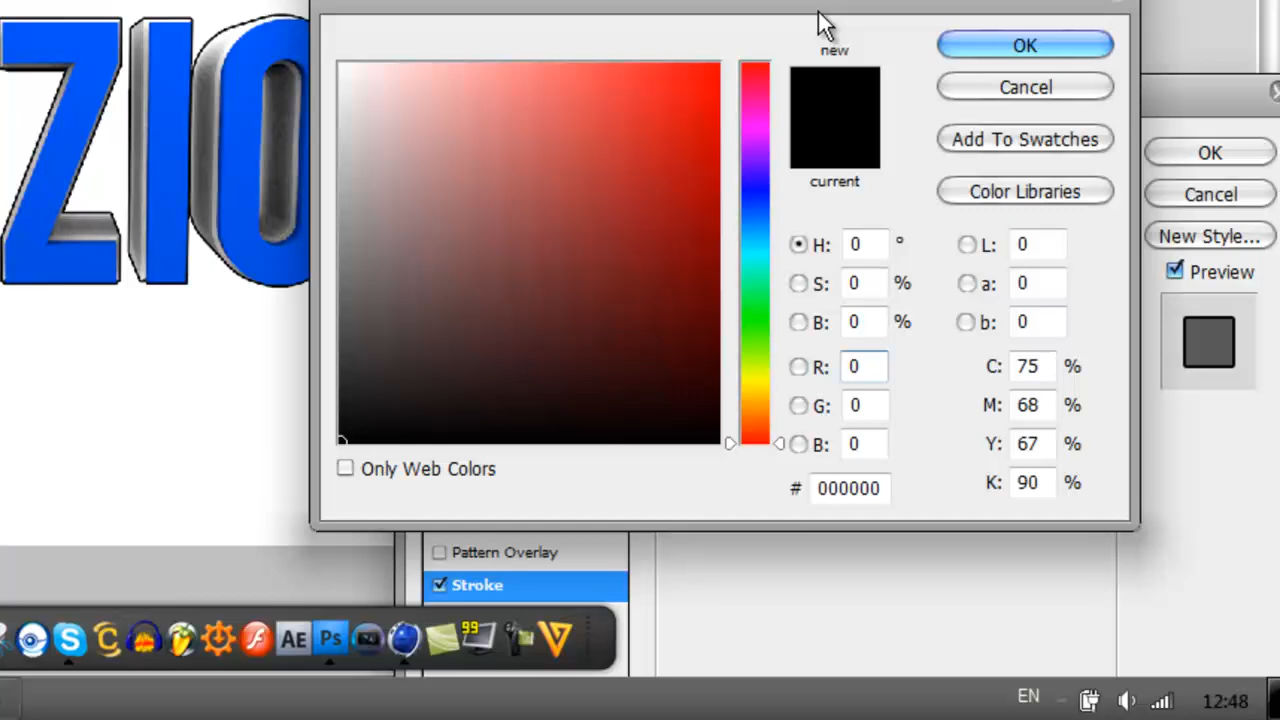 ZIO
new
current
OK
Cancel
Add To Swatches
Color Libraries
H: 0 °
S: 0 %
B: 0 %
R: 0
G: 0
B: 0
# 000000
L: 0
a: 0
b: 0
C: 75 %
M: 68 %
Y: 67 %
K: 90 %
Only Web Colors
OK
Cancel
New Style...
Preview
Pattern Overlay
Stroke
S
AE
Ps
99
EN
12:48